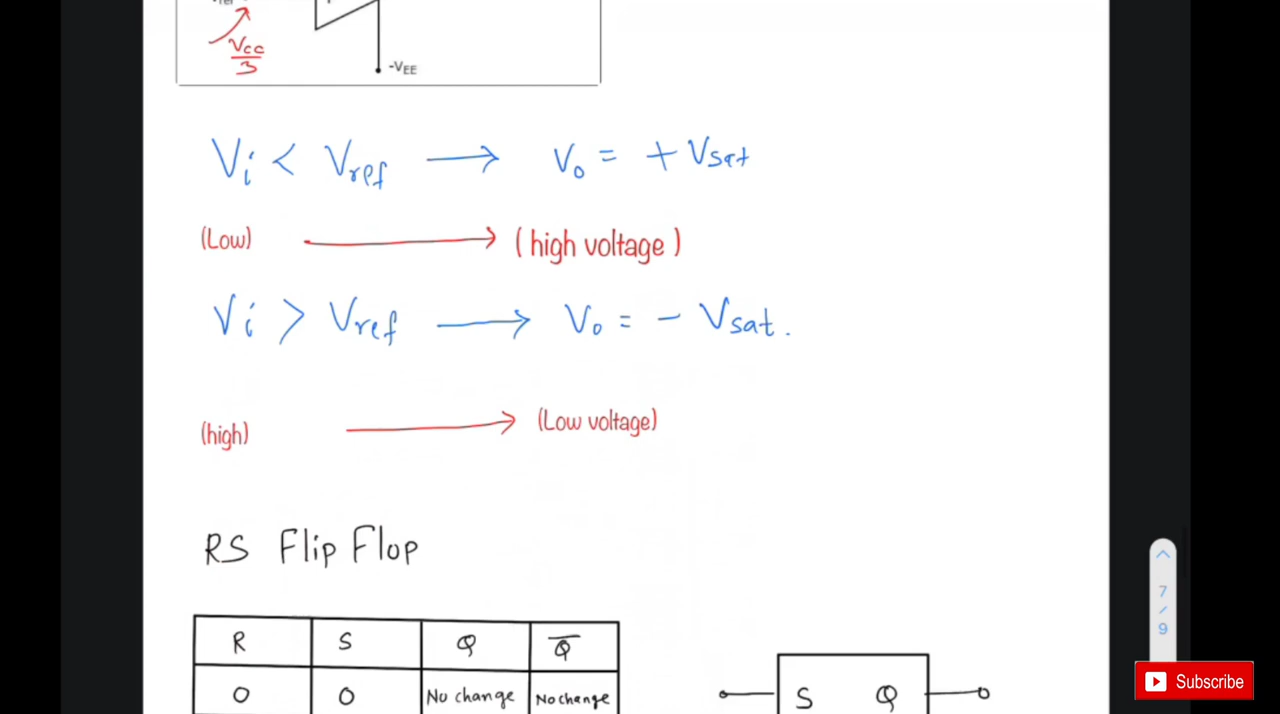 Vcc
3
-VEE
Vi < Vref → Vo = + Vsat
(Low) → (high voltage)
Vi > Vref → Vo = - Vsat.
(high) → (Low voltage)
RS Flip Flop
R S Q Q̅
0 0 No change No change
S Q
7
/
9
Subscribe